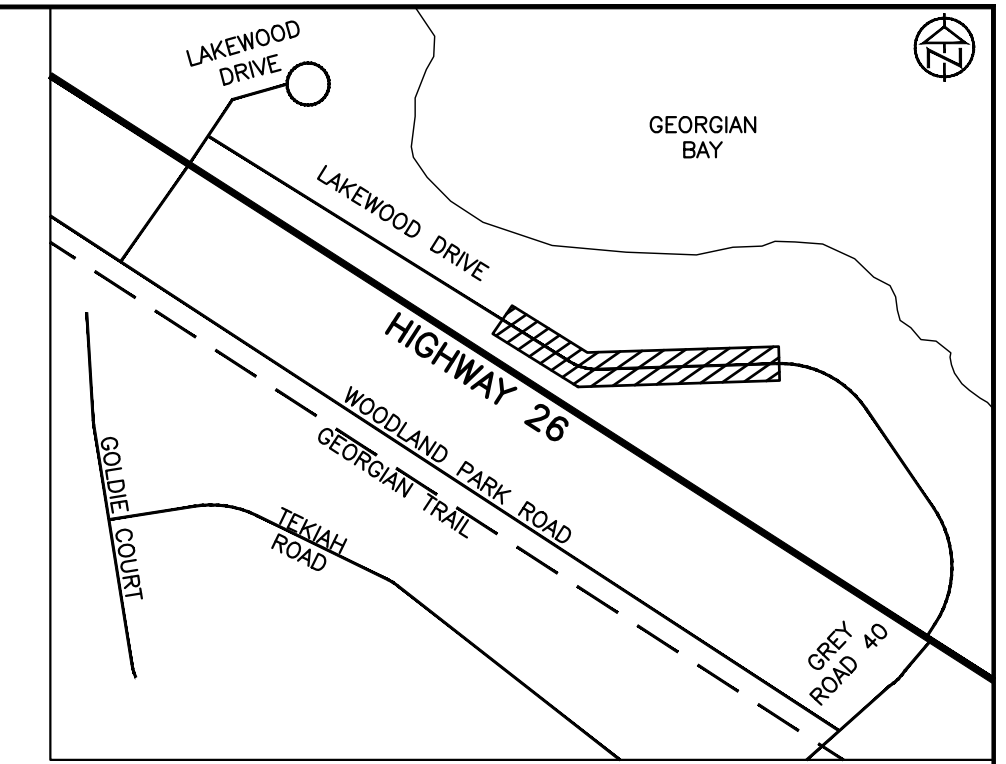 LAKEWOOD
DRIVE
N
GEORGIAN
BAY
LAKEWOOD DRIVE
HIGHWAY 26
WOODLAND PARK ROAD
GEORGIAN TRAIL
GOLDIE COURT
TEKIAH
ROAD
GREY
ROAD 40